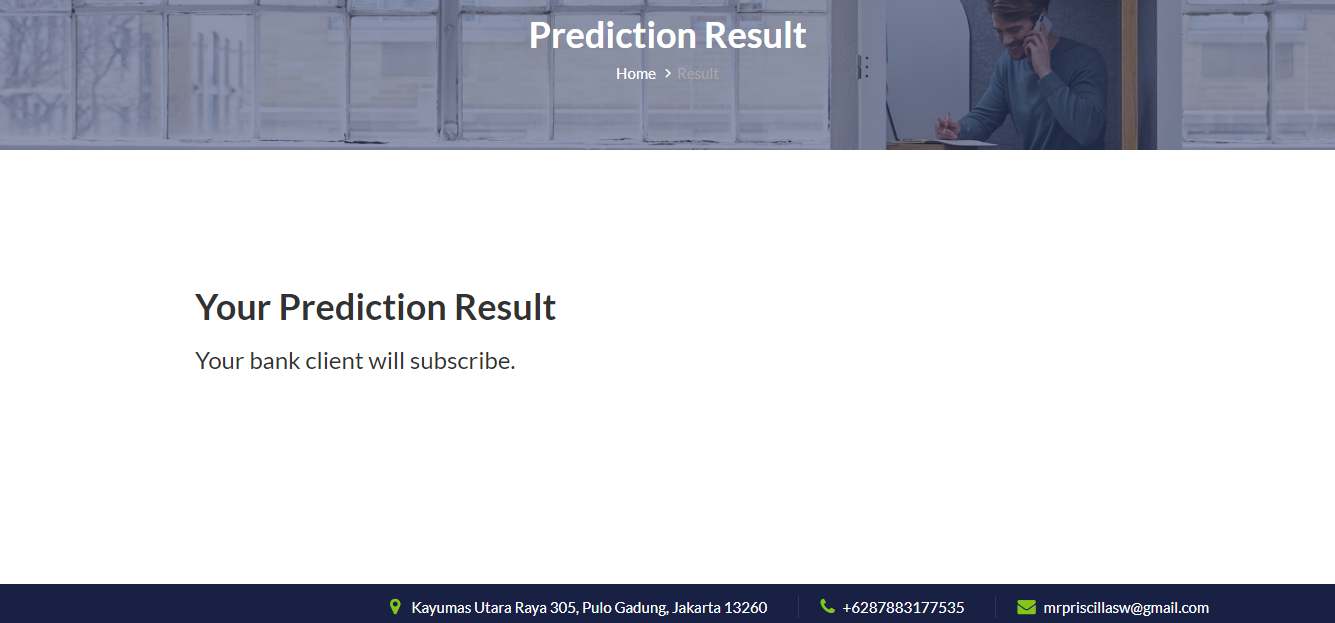 Prediction Result
Home > Result
Your Prediction Result
Your bank client will subscribe.
Kayumas Utara Raya 305, Pulo Gadung, Jakarta 13260 +6287883177535 mrpriscillasw@gmail.com